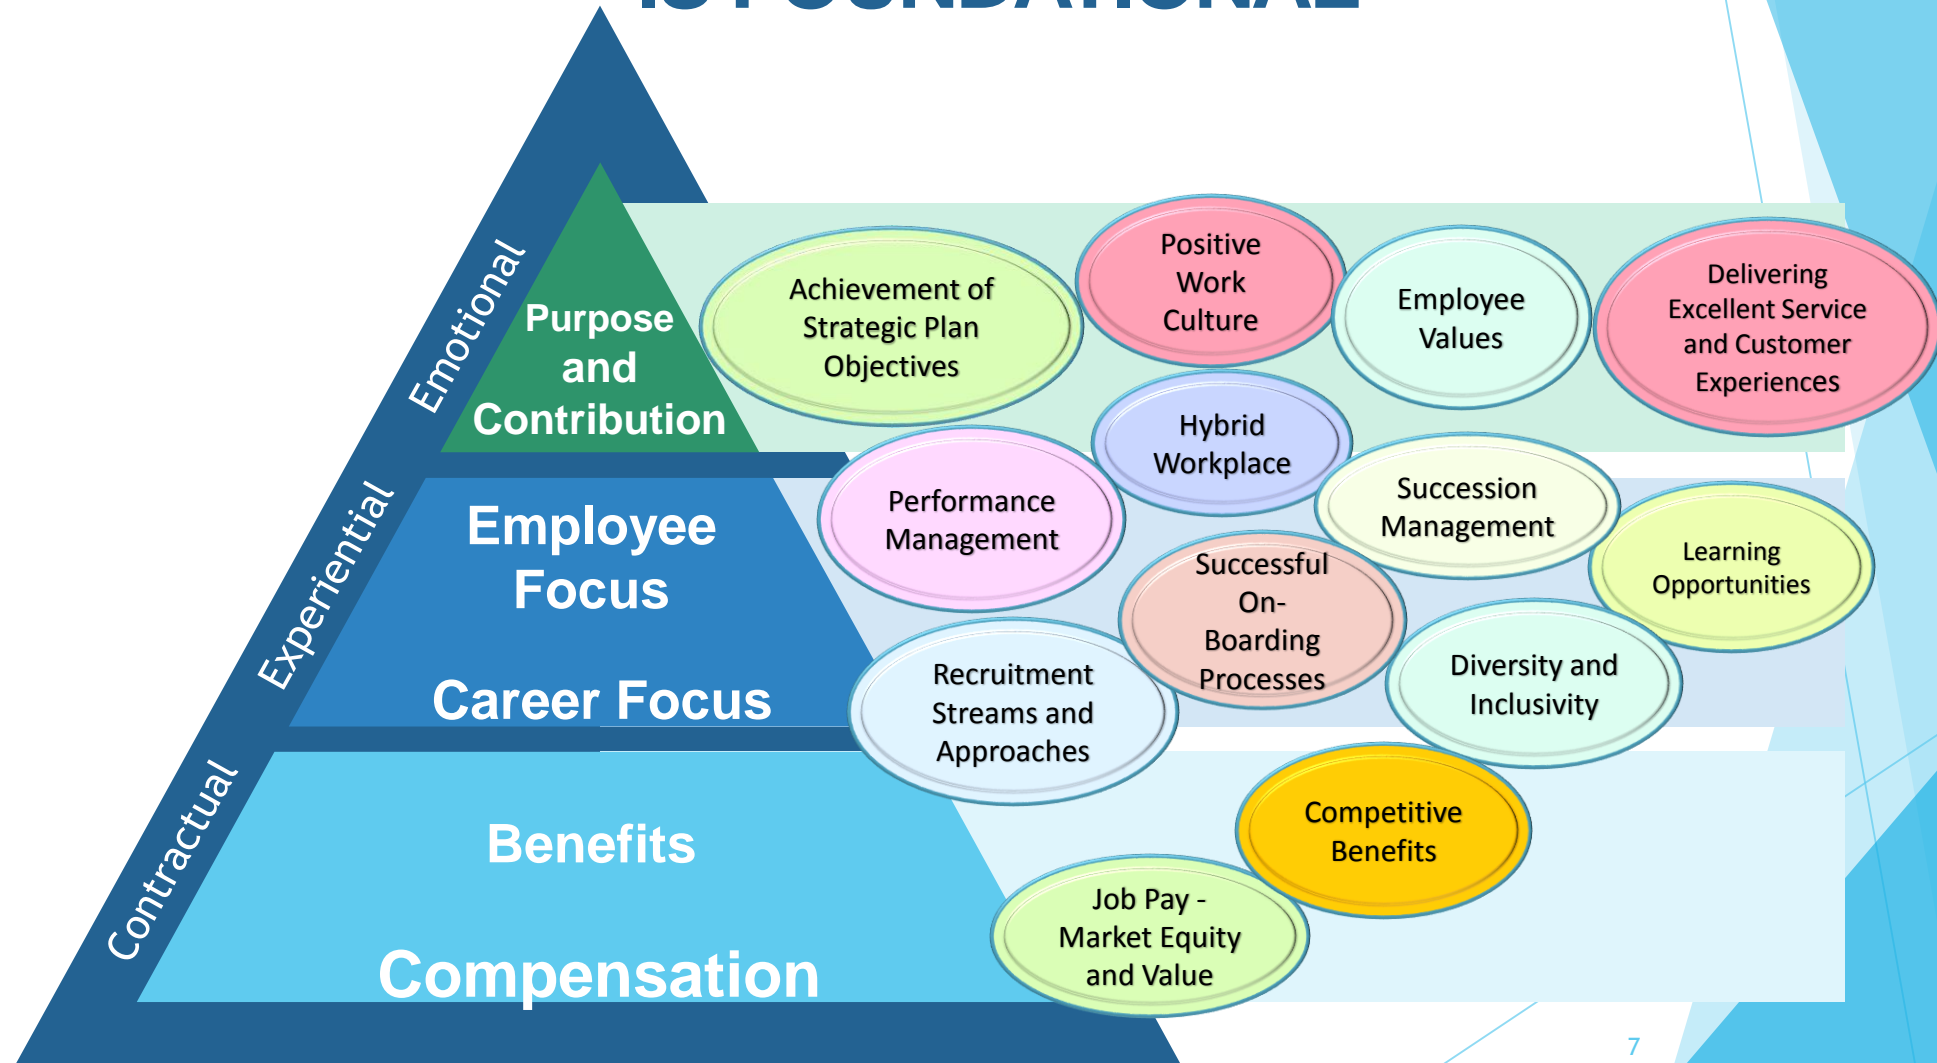 IS FOUNDATIONAL
Emotional
Purpose
and
Contribution
Achievement of
Strategic Plan
Objectives
Positive
Work
Culture
Employee
Values
Delivering
Excellent Service
and Customer
Experiences
Hybrid
Workplace
Experiential
Employee
Focus
Career Focus
Performance
Management
Succession
Management
Learning
Opportunities
Successful
On-
Boarding
Processes
Recruitment
Streams and
Approaches
Diversity and
Inclusivity
Contractual
Benefits
Compensation
Competitive
Benefits
Job Pay -
Market Equity
and Value
7